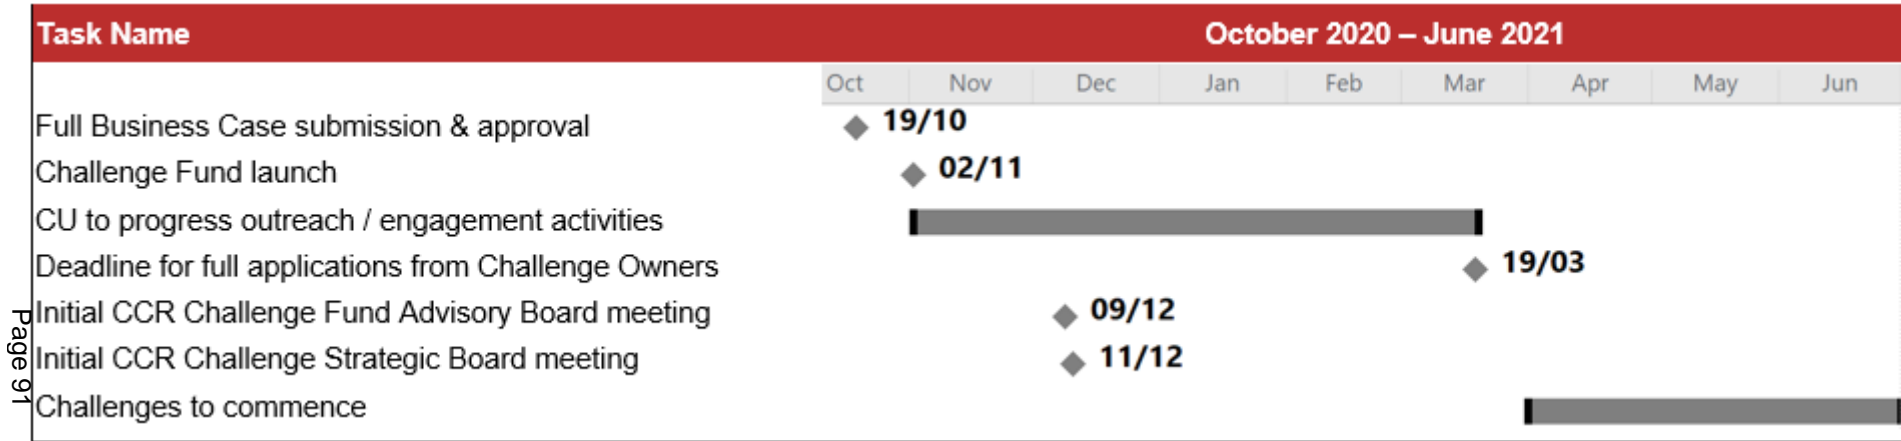 Task Name October 2020 – June 2021
Oct Nov Dec Jan Feb Mar Apr May Jun
Full Business Case submission & approval 19/10
Challenge Fund launch 02/11
CU to progress outreach / engagement activities
Deadline for full applications from Challenge Owners 19/03
Initial CCR Challenge Fund Advisory Board meeting 09/12
Initial CCR Challenge Strategic Board meeting 11/12
Challenges to commence
Page 91